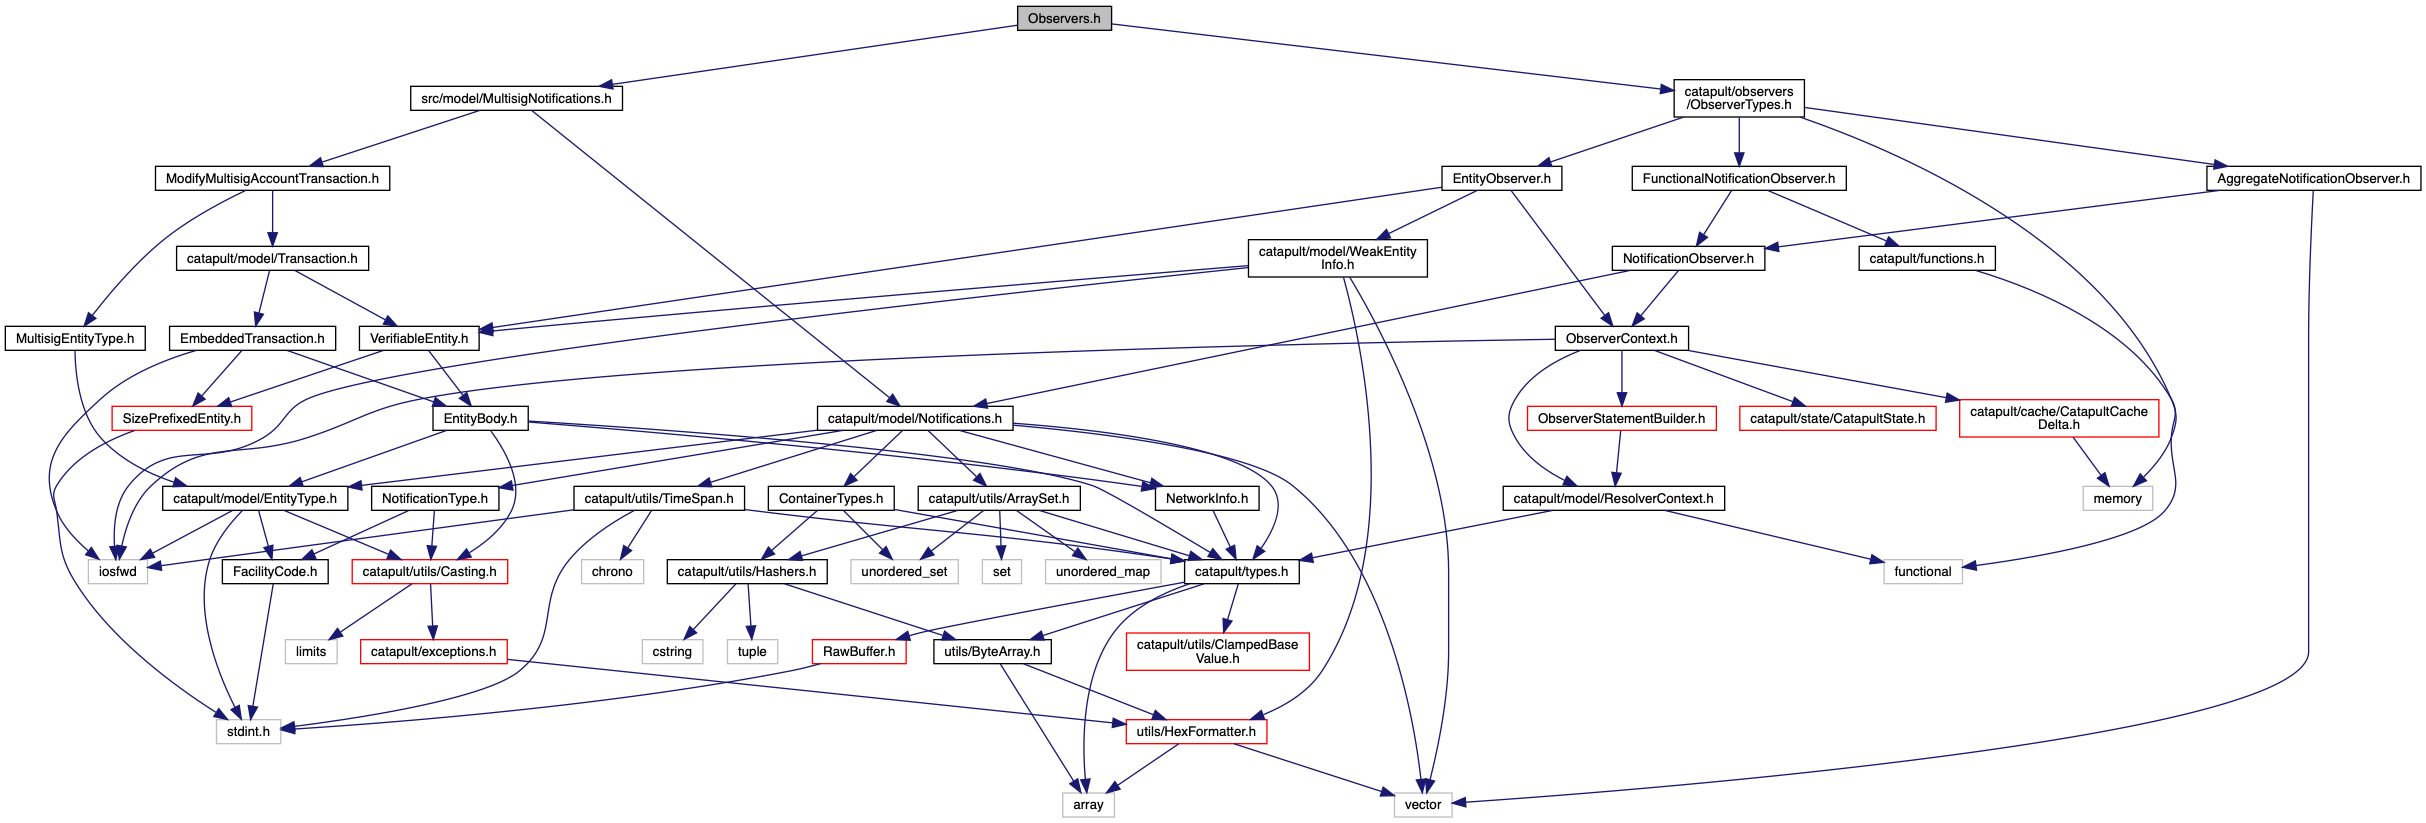 Observers.h
src/model/MultisigNotifications.h
catapult/observers
/ObserverTypes.h
ModifyMultisigAccountTransaction.h
EntityObserver.h
FunctionalNotificationObserver.h
AggregateNotificationObserver.h
catapult/model/Transaction.h
catapult/model/WeakEntity
Info.h
NotificationObserver.h
catapult/functions.h
MultisigEntityType.h
EmbeddedTransaction.h
VerifiableEntity.h
ObserverContext.h
SizePrefixedEntity.h
EntityBody.h
catapult/model/Notifications.h
ObserverStatementBuilder.h
catapult/state/CatapultState.h
catapult/cache/CatapultCache
Delta.h
catapult/model/EntityType.h
NotificationType.h
catapult/utils/TimeSpan.h
ContainerTypes.h
catapult/utils/ArraySet.h
NetworkInfo.h
catapult/model/ResolverContext.h
memory
iosfwd
FacilityCode.h
catapult/utils/Casting.h
chrono
catapult/utils/Hashers.h
unordered_set
set
unordered_map
catapult/types.h
functional
limits
catapult/exceptions.h
cstring
tuple
RawBuffer.h
utils/ByteArray.h
catapult/utils/ClampedBase
Value.h
stdint.h
utils/HexFormatter.h
array
vector